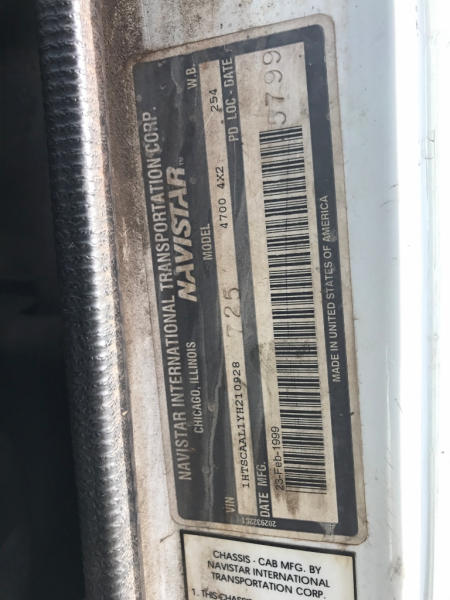 NAVISTAR INTERNATIONAL TRANSPORTATION CORP.
CHICAGO, ILLINOIS
NAVISTAR™
MODEL W.B.
4700 4X2 254
VIN PD LOC - DATE
1HTSCAAL1YH210928
725 5799
DATE MFG.
23-Feb-1999
MADE IN UNITED STATES OF AMERICA
CHASSIS - CAB MFG. BY
NAVISTAR INTERNATIONAL
TRANSPORTATION CORP.